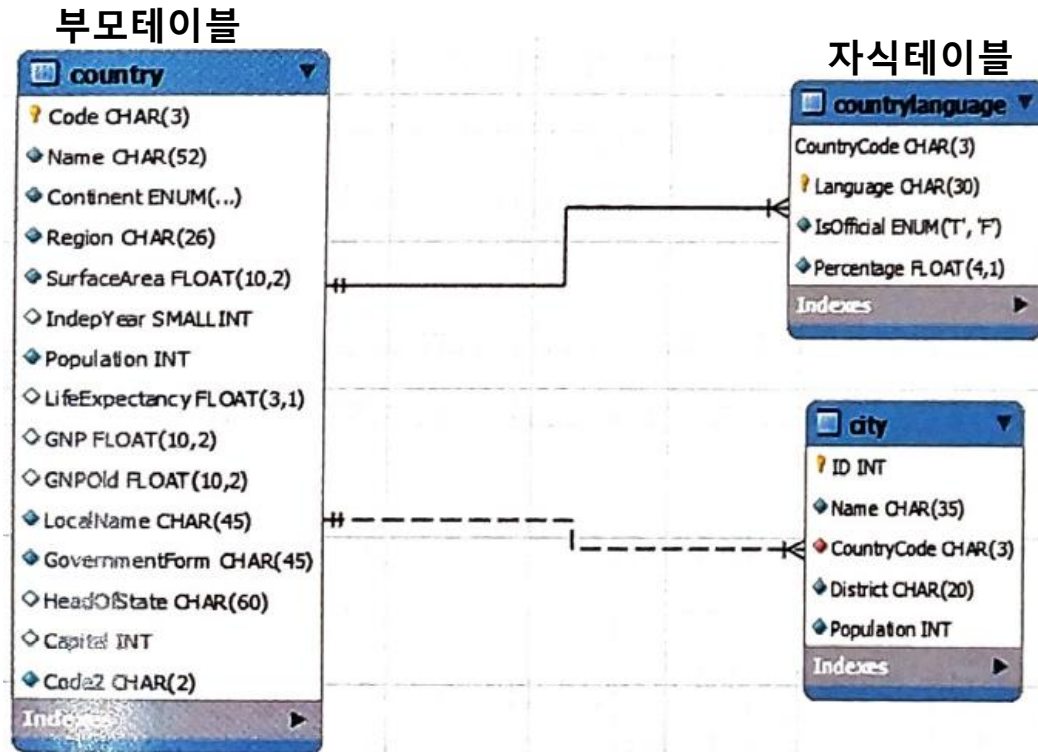 부모테이블
country
Code CHAR(3)
Name CHAR(52)
Continent ENUM(...)
Region CHAR(26)
SurfaceArea FLOAT(10,2)
IndepYear SMALLINT
Population INT
LifeExpectancy FLOAT(3,1)
GNP FLOAT(10,2)
GNPOld FLOAT(10,2)
LocalName CHAR(45)
GovernmentForm CHAR(45)
HeadOfState CHAR(60)
Capital INT
Code2 CHAR(2)
Indexes
자식테이블
countrylanguage
CountryCode CHAR(3)
Language CHAR(30)
IsOfficial ENUM('T', 'F')
Percentage FLOAT(4,1)
Indexes
city
ID INT
Name CHAR(35)
CountryCode CHAR(3)
District CHAR(20)
Population INT
Indexes